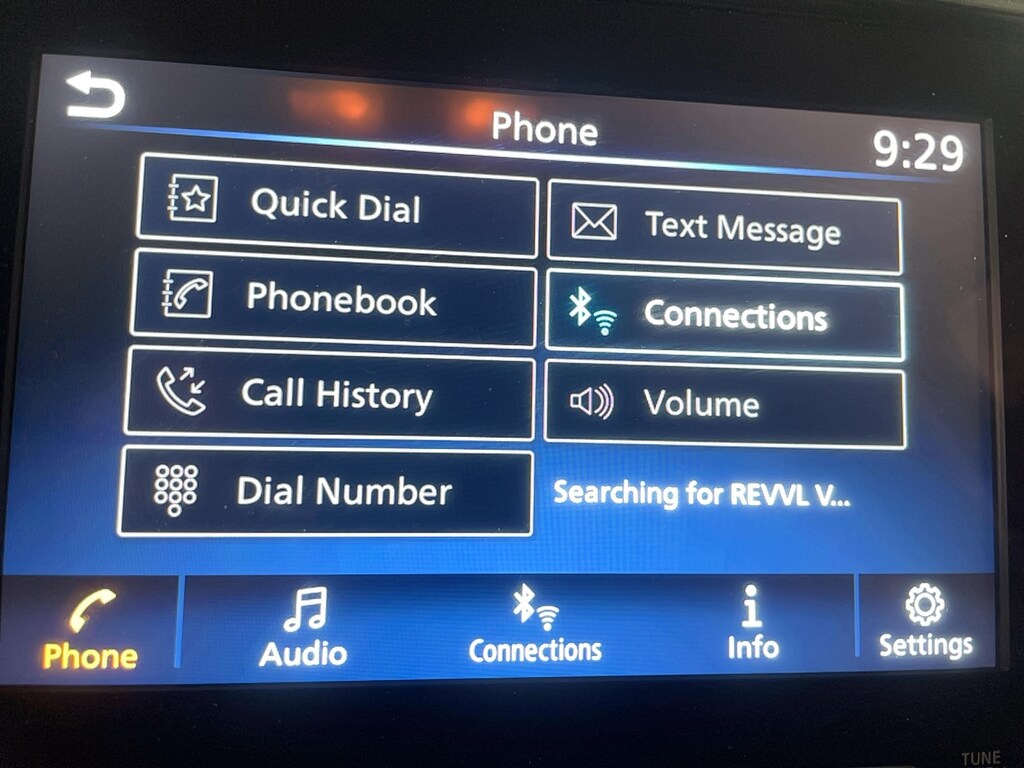 Phone
9:29
Quick Dial
Text Message
Phonebook
Connections
Call History
Volume
Dial Number
Searching for REVVL V...
Phone
Audio
Connections
Info
Settings
TUNE